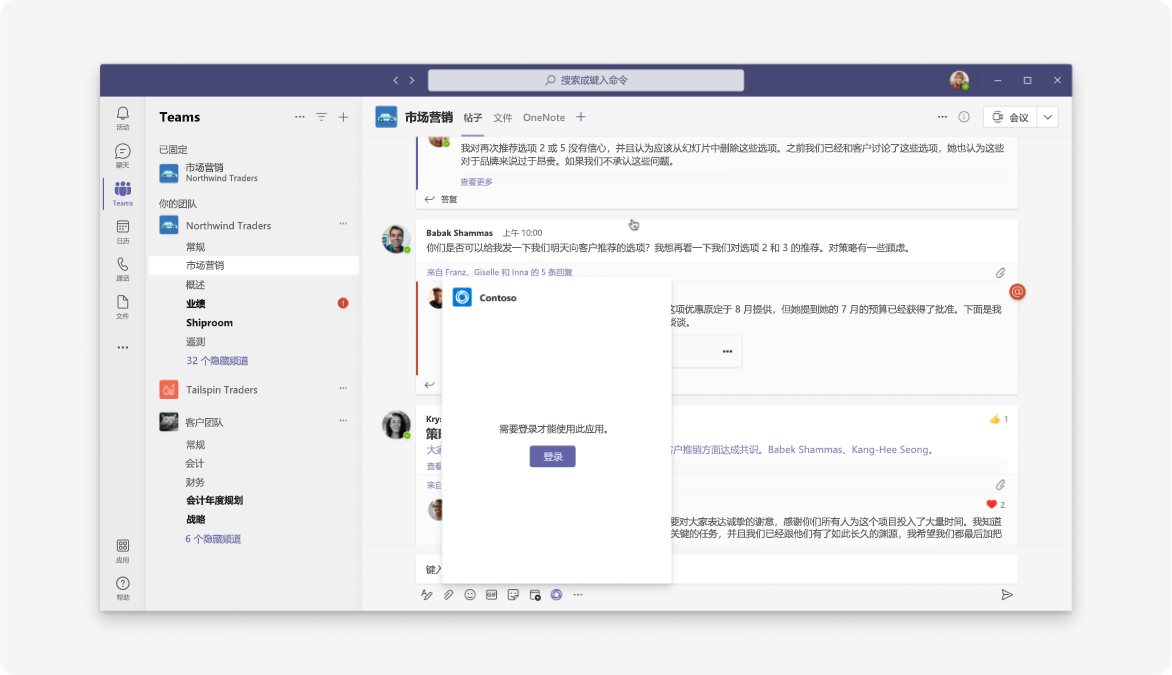 搜索或键入命令
活动
聊天
Teams
日历
通话
文件
应用
帮助
Teams
已固定
市场营销
Northwind Traders
你的团队
Northwind Traders
常规
市场营销
概述
业绩
1
Shiproom
遥测
32 个隐藏频道
Tailspin Traders
客户团队
常规
会计
财务
会计年度规划
战略
6 个隐藏频道
市场营销 帖子 文件 OneNote
会议
我对再次推荐选项 2 或 5 没有信心，并且认为应该从幻灯片中删除这些选项。之前我们已经和客户讨论了这些选项，她也认为这些
对于品牌来说过于昂贵。如果我们不承认这些问题。
查看更多
答复
Babak Shammas 上午 10:00
你们是否可以给我发一下我们明天向客户推荐的选项？我想再看一下我们对选项 2 和 3 的推荐。对策略有一些顾虑。
来自 Franz、Giselle 和 Inna 的 5 条回复
这项优惠原定于 8 月提供，但她提到她的 7 月的预算已经获得了批准。下面是我
谈谈。
Contoso
需要登录才能使用此应用。
登录
Krys
1
策略
大家
客户推销方面达成共识。Babek Shammas、Kang-Hee Seong。
查看
来自
2
要对大家表达诚挚的谢意，感谢你们所有人为这个项目投入了大量时间。我知道
关键的任务，并且我们已经跟他们有了如此长久的渊源，我希望我们都最后加把
键入
GIF